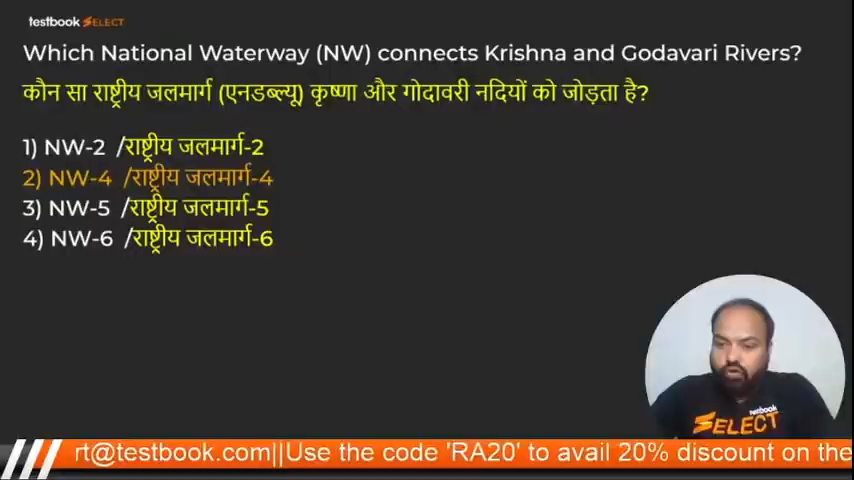 testbook SELECT
Which National Waterway (NW) connects Krishna and Godavari Rivers?
कौन सा राष्ट्रीय जलमार्ग (एनडब्ल्यू) कृष्णा और गोदावरी नदियों को जोड़ता है?
1) NW-2 /राष्ट्रीय जलमार्ग-2
2) NW-4 /राष्ट्रीय जलमार्ग-4
3) NW-5 /राष्ट्रीय जलमार्ग-5
4) NW-6 /राष्ट्रीय जलमार्ग-6
testbook
SELECT
rt@testbook.com||Use the code 'RA20' to avail 20% discount on the